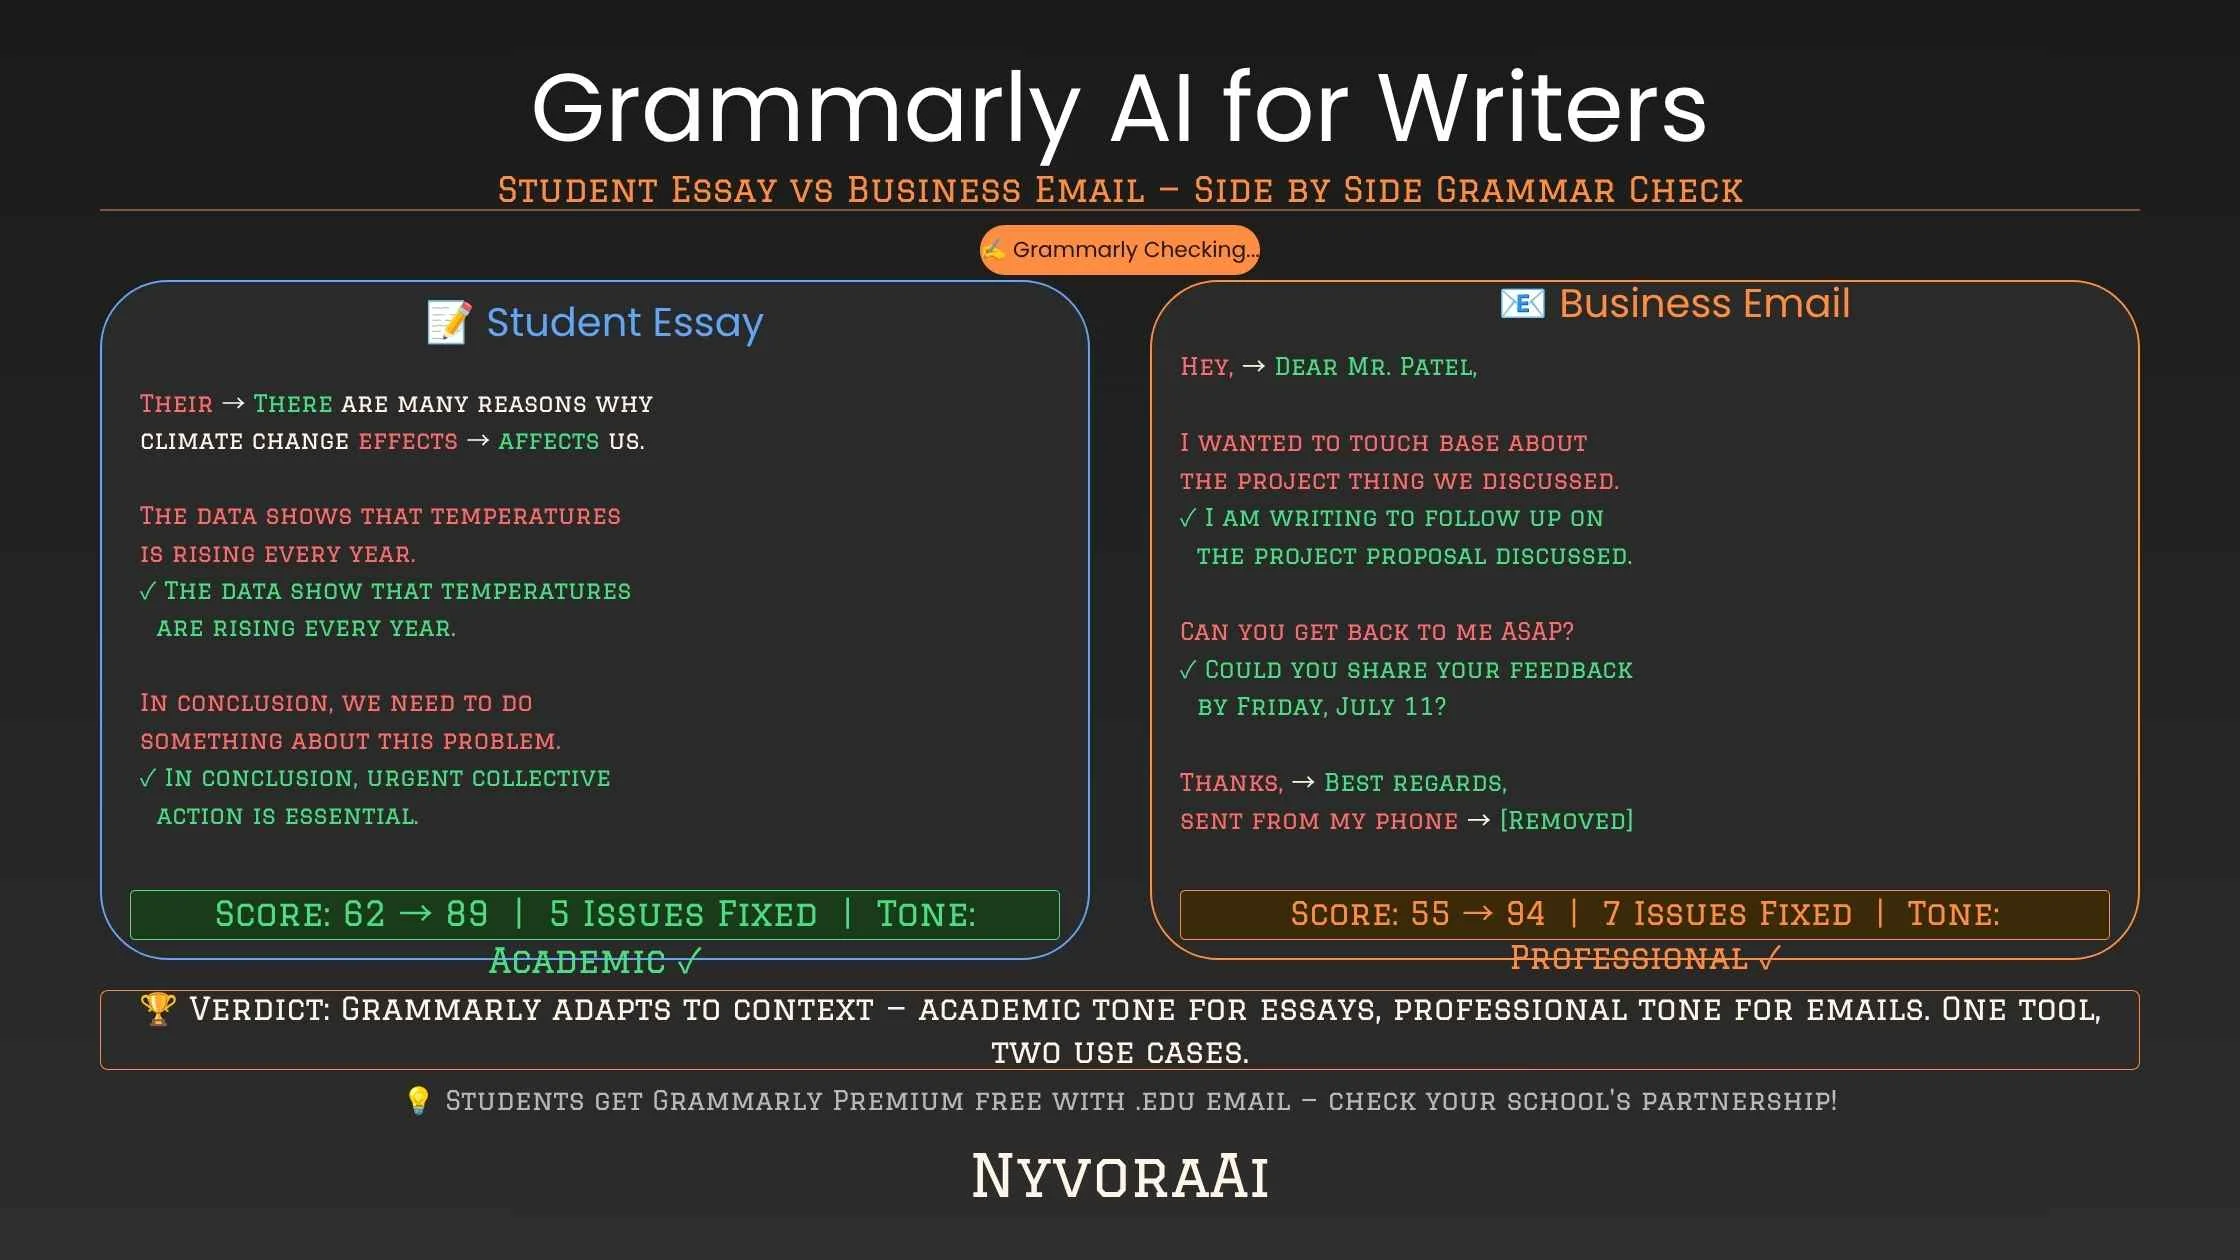 Grammarly AI for Writers
Student Essay vs Business Email – Side by Side Grammar Check
✍️ Grammarly Checking...
📝 Student Essay
Their → There are many reasons why
climate change effects → affects us.
The data shows that temperatures
is rising every year.
✓ The data show that temperatures
are rising every year.
In conclusion, we need to do
something about this problem.
✓ In conclusion, urgent collective
action is essential.
Score: 62 → 89 | 5 Issues Fixed | Tone:
Academic ✓
📧 Business Email
Hey, → Dear Mr. Patel,
I wanted to touch base about
the project thing we discussed.
✓ I am writing to follow up on
the project proposal discussed.
Can you get back to me ASAP?
✓ Could you share your feedback
by Friday, July 11?
Thanks, → Best regards,
sent from my phone → [Removed]
Score: 55 → 94 | 7 Issues Fixed | Tone:
Professional ✓
🏆 Verdict: Grammarly adapts to context – academic tone for essays, professional tone for emails. One tool,
two use cases.
💡 Students get Grammarly Premium free with .edu email – check your school's partnership!
NyvoraAi